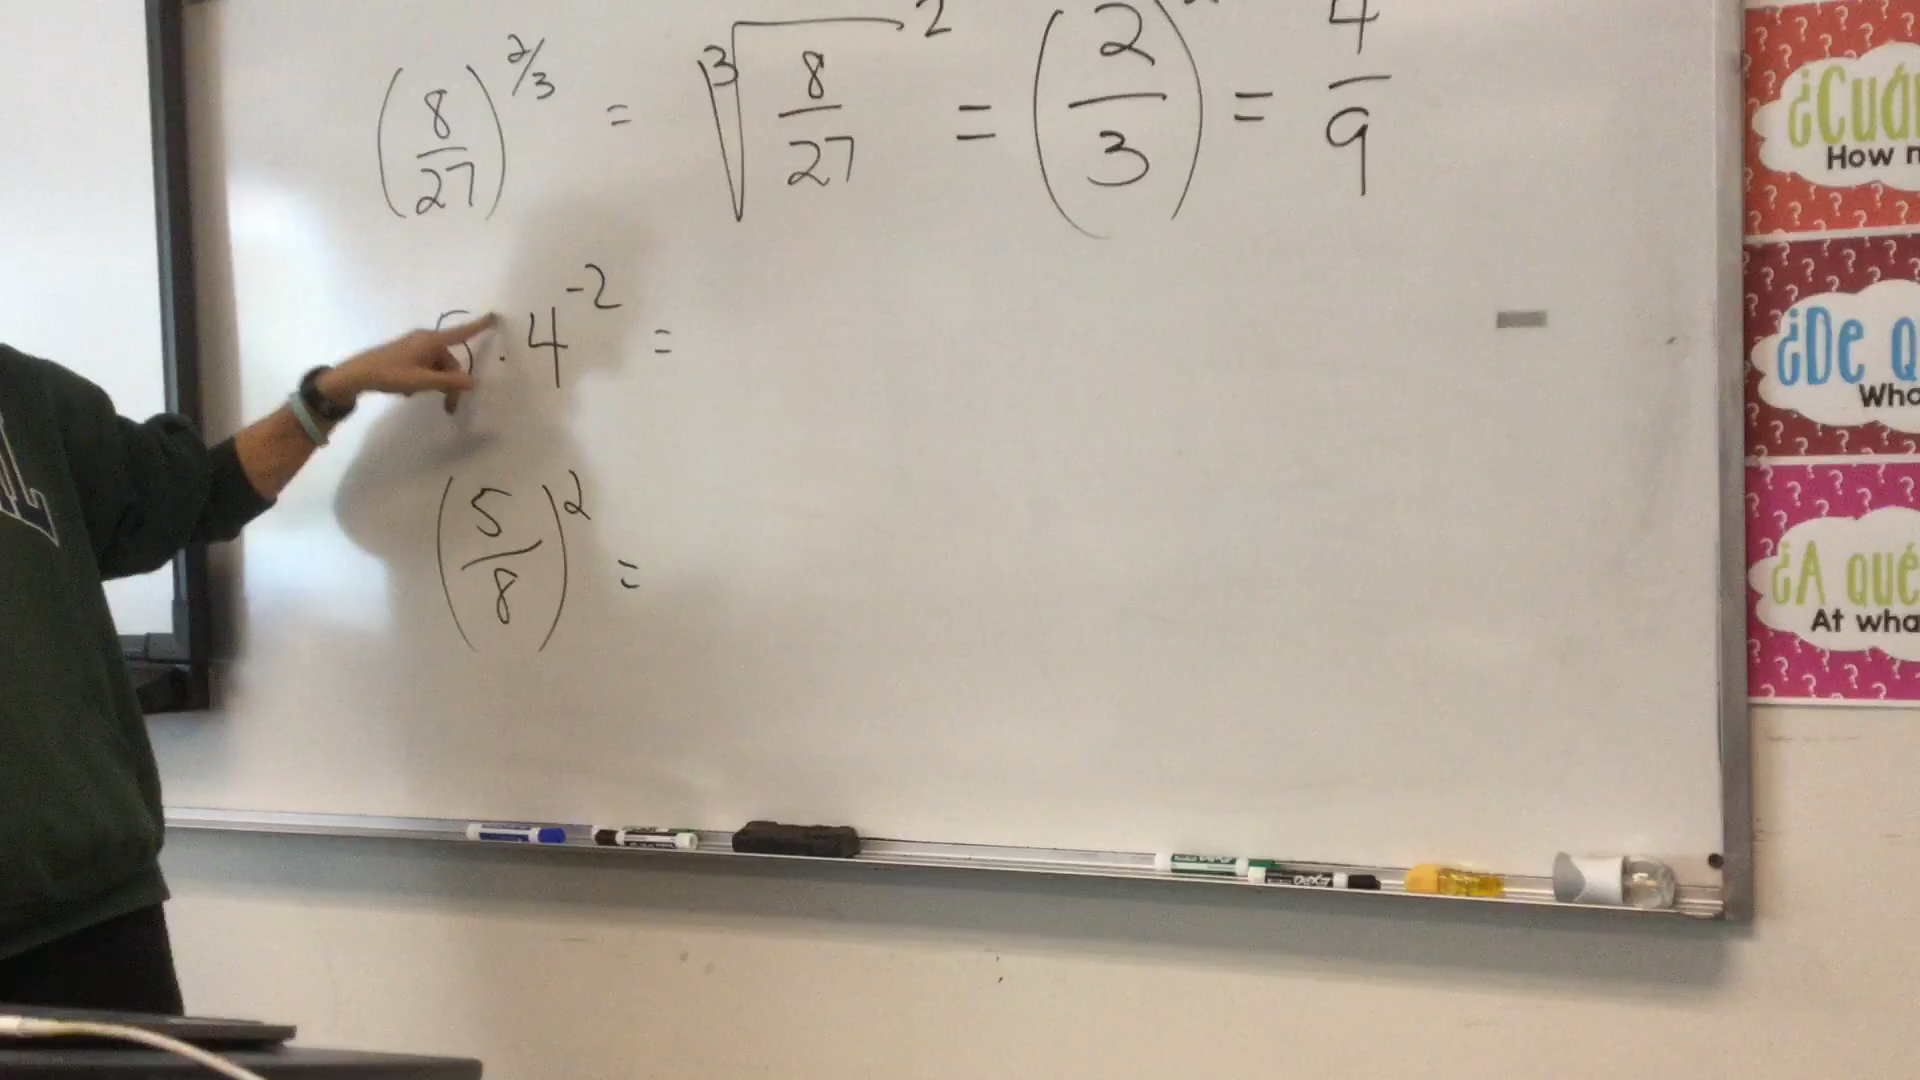 (8/27)^2/3 = ∛(8/27)^2 = (2/3) = 4/9
5 · 4^-2 =
(5/8)^2 =
¿Cuá
How
¿De
Wha
¿A qué
At wha